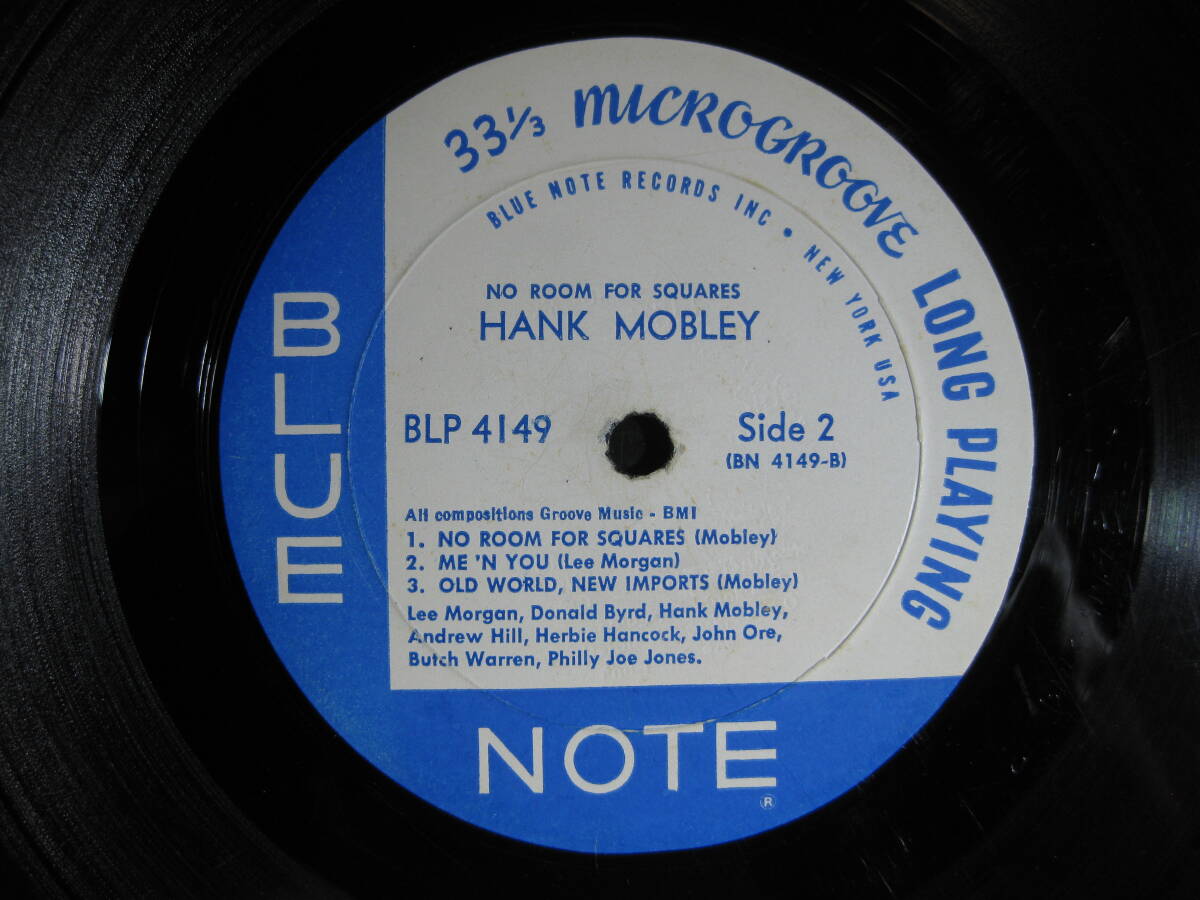 33⅓ MICROGROOVE LONG PLAYING
BLUE NOTE RECORDS INC • NEW YORK USA
NO ROOM FOR SQUARES
HANK MOBLEY
BLP 4149
Side 2
(BN 4149-B)
All compositions Groove Music - BMI
1. NO ROOM FOR SQUARES (Mobley)
2. ME 'N YOU (Lee Morgan)
3. OLD WORLD, NEW IMPORTS (Mobley)
Lee Morgan, Donald Byrd, Hank Mobley,
Andrew Hill, Herbie Hancock, John Ore,
Butch Warren, Philly Joe Jones.
BLUE
NOTE
®